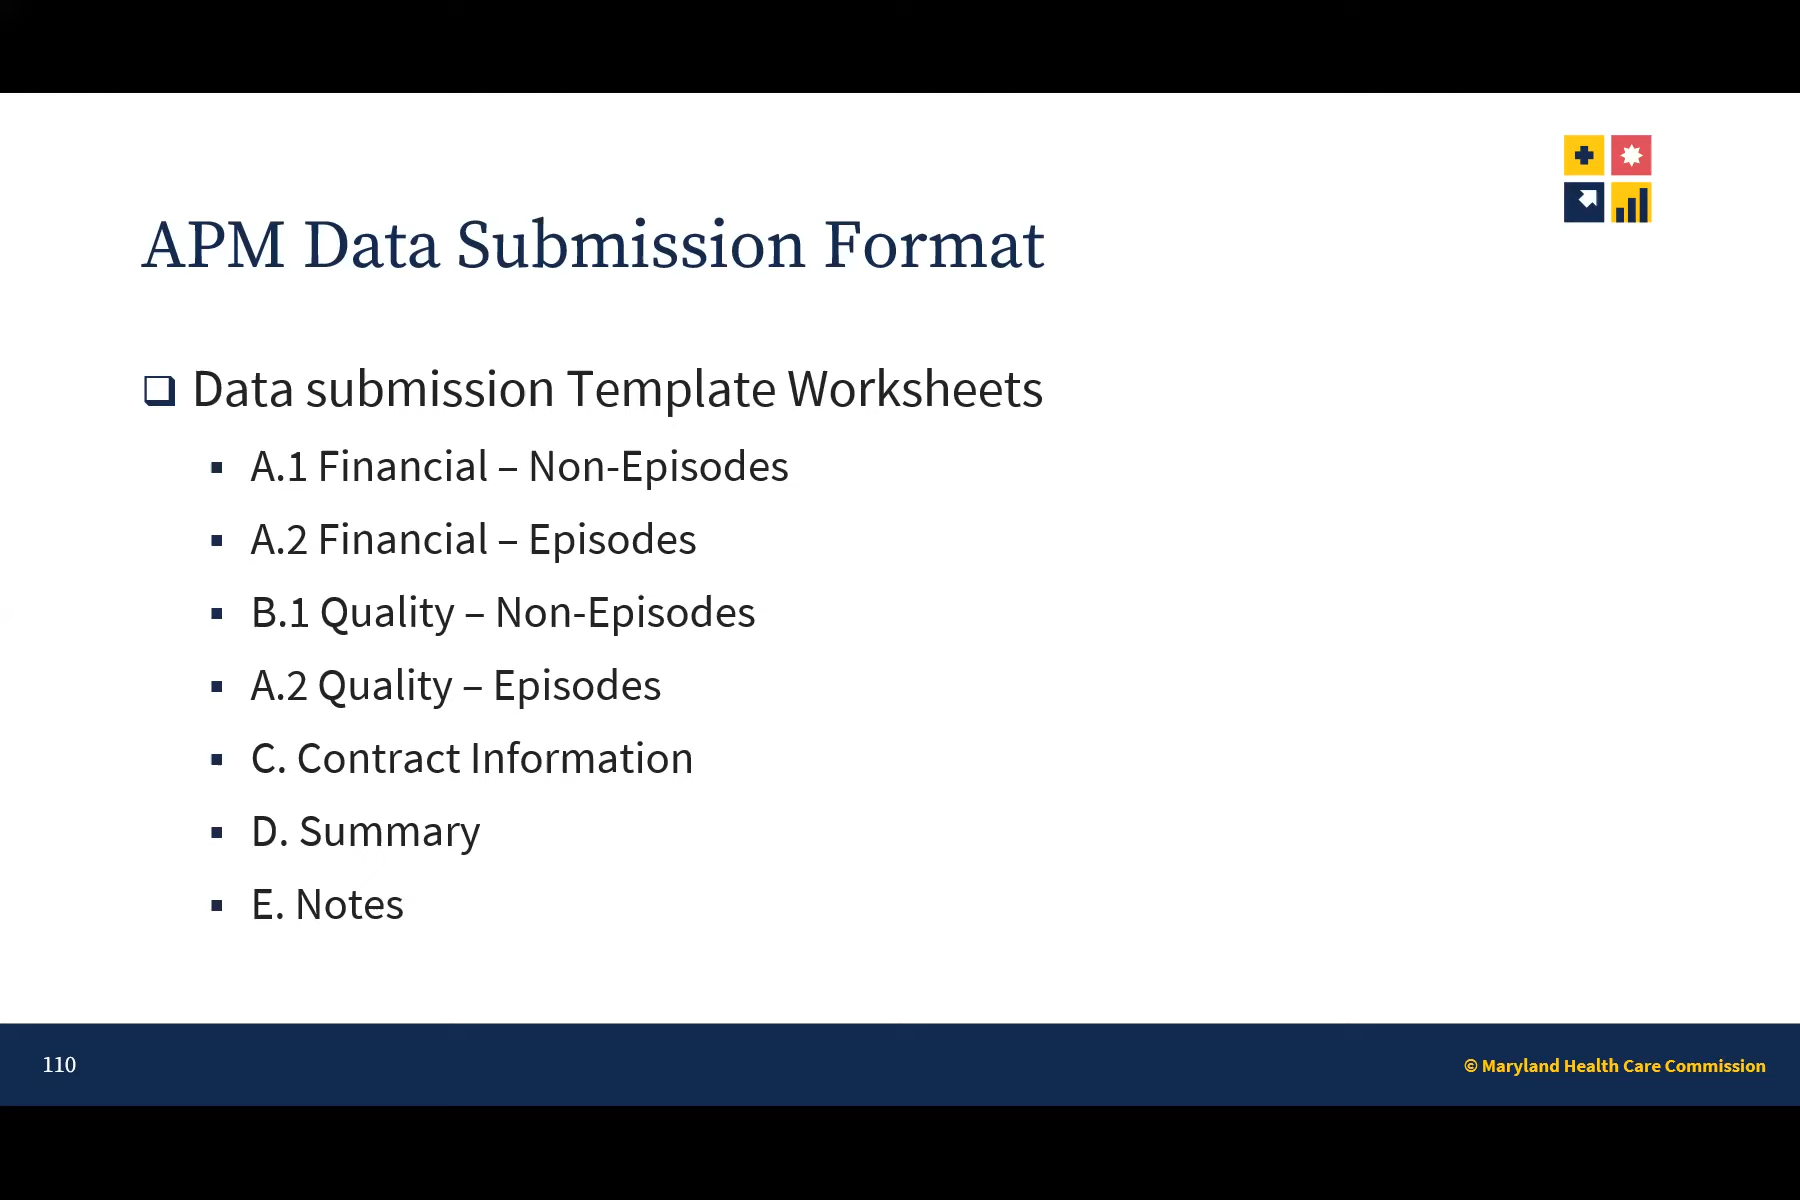 APM Data Submission Format
Data submission Template Worksheets
A.1 Financial – Non-Episodes
A.2 Financial – Episodes
B.1 Quality – Non-Episodes
A.2 Quality – Episodes
C. Contract Information
D. Summary
E. Notes
110
© Maryland Health Care Commission